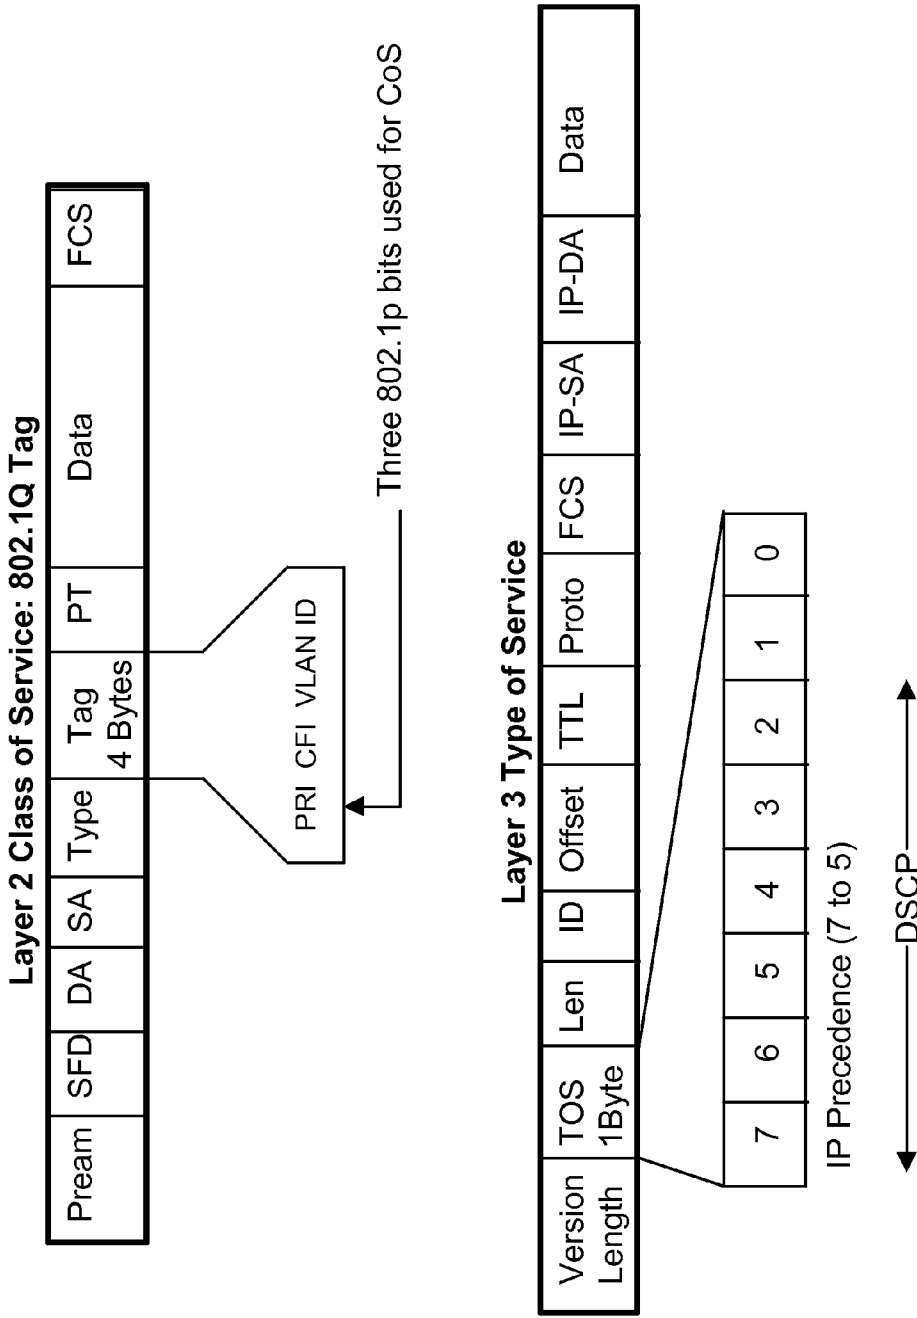 Layer 2 Class of Service: 802.1Q Tag
Pream SFD DA SA Type Tag 4 Bytes PT Data FCS
PRI CFI VLAN ID
Three 802.1p bits used for CoS
Layer 3 Type of Service
Version Length TOS 1Byte Len ID Offset TTL Proto FCS IP-SA IP-DA Data
7 6 5 4 3 2 1 0
IP Precedence (7 to 5)
DSCP